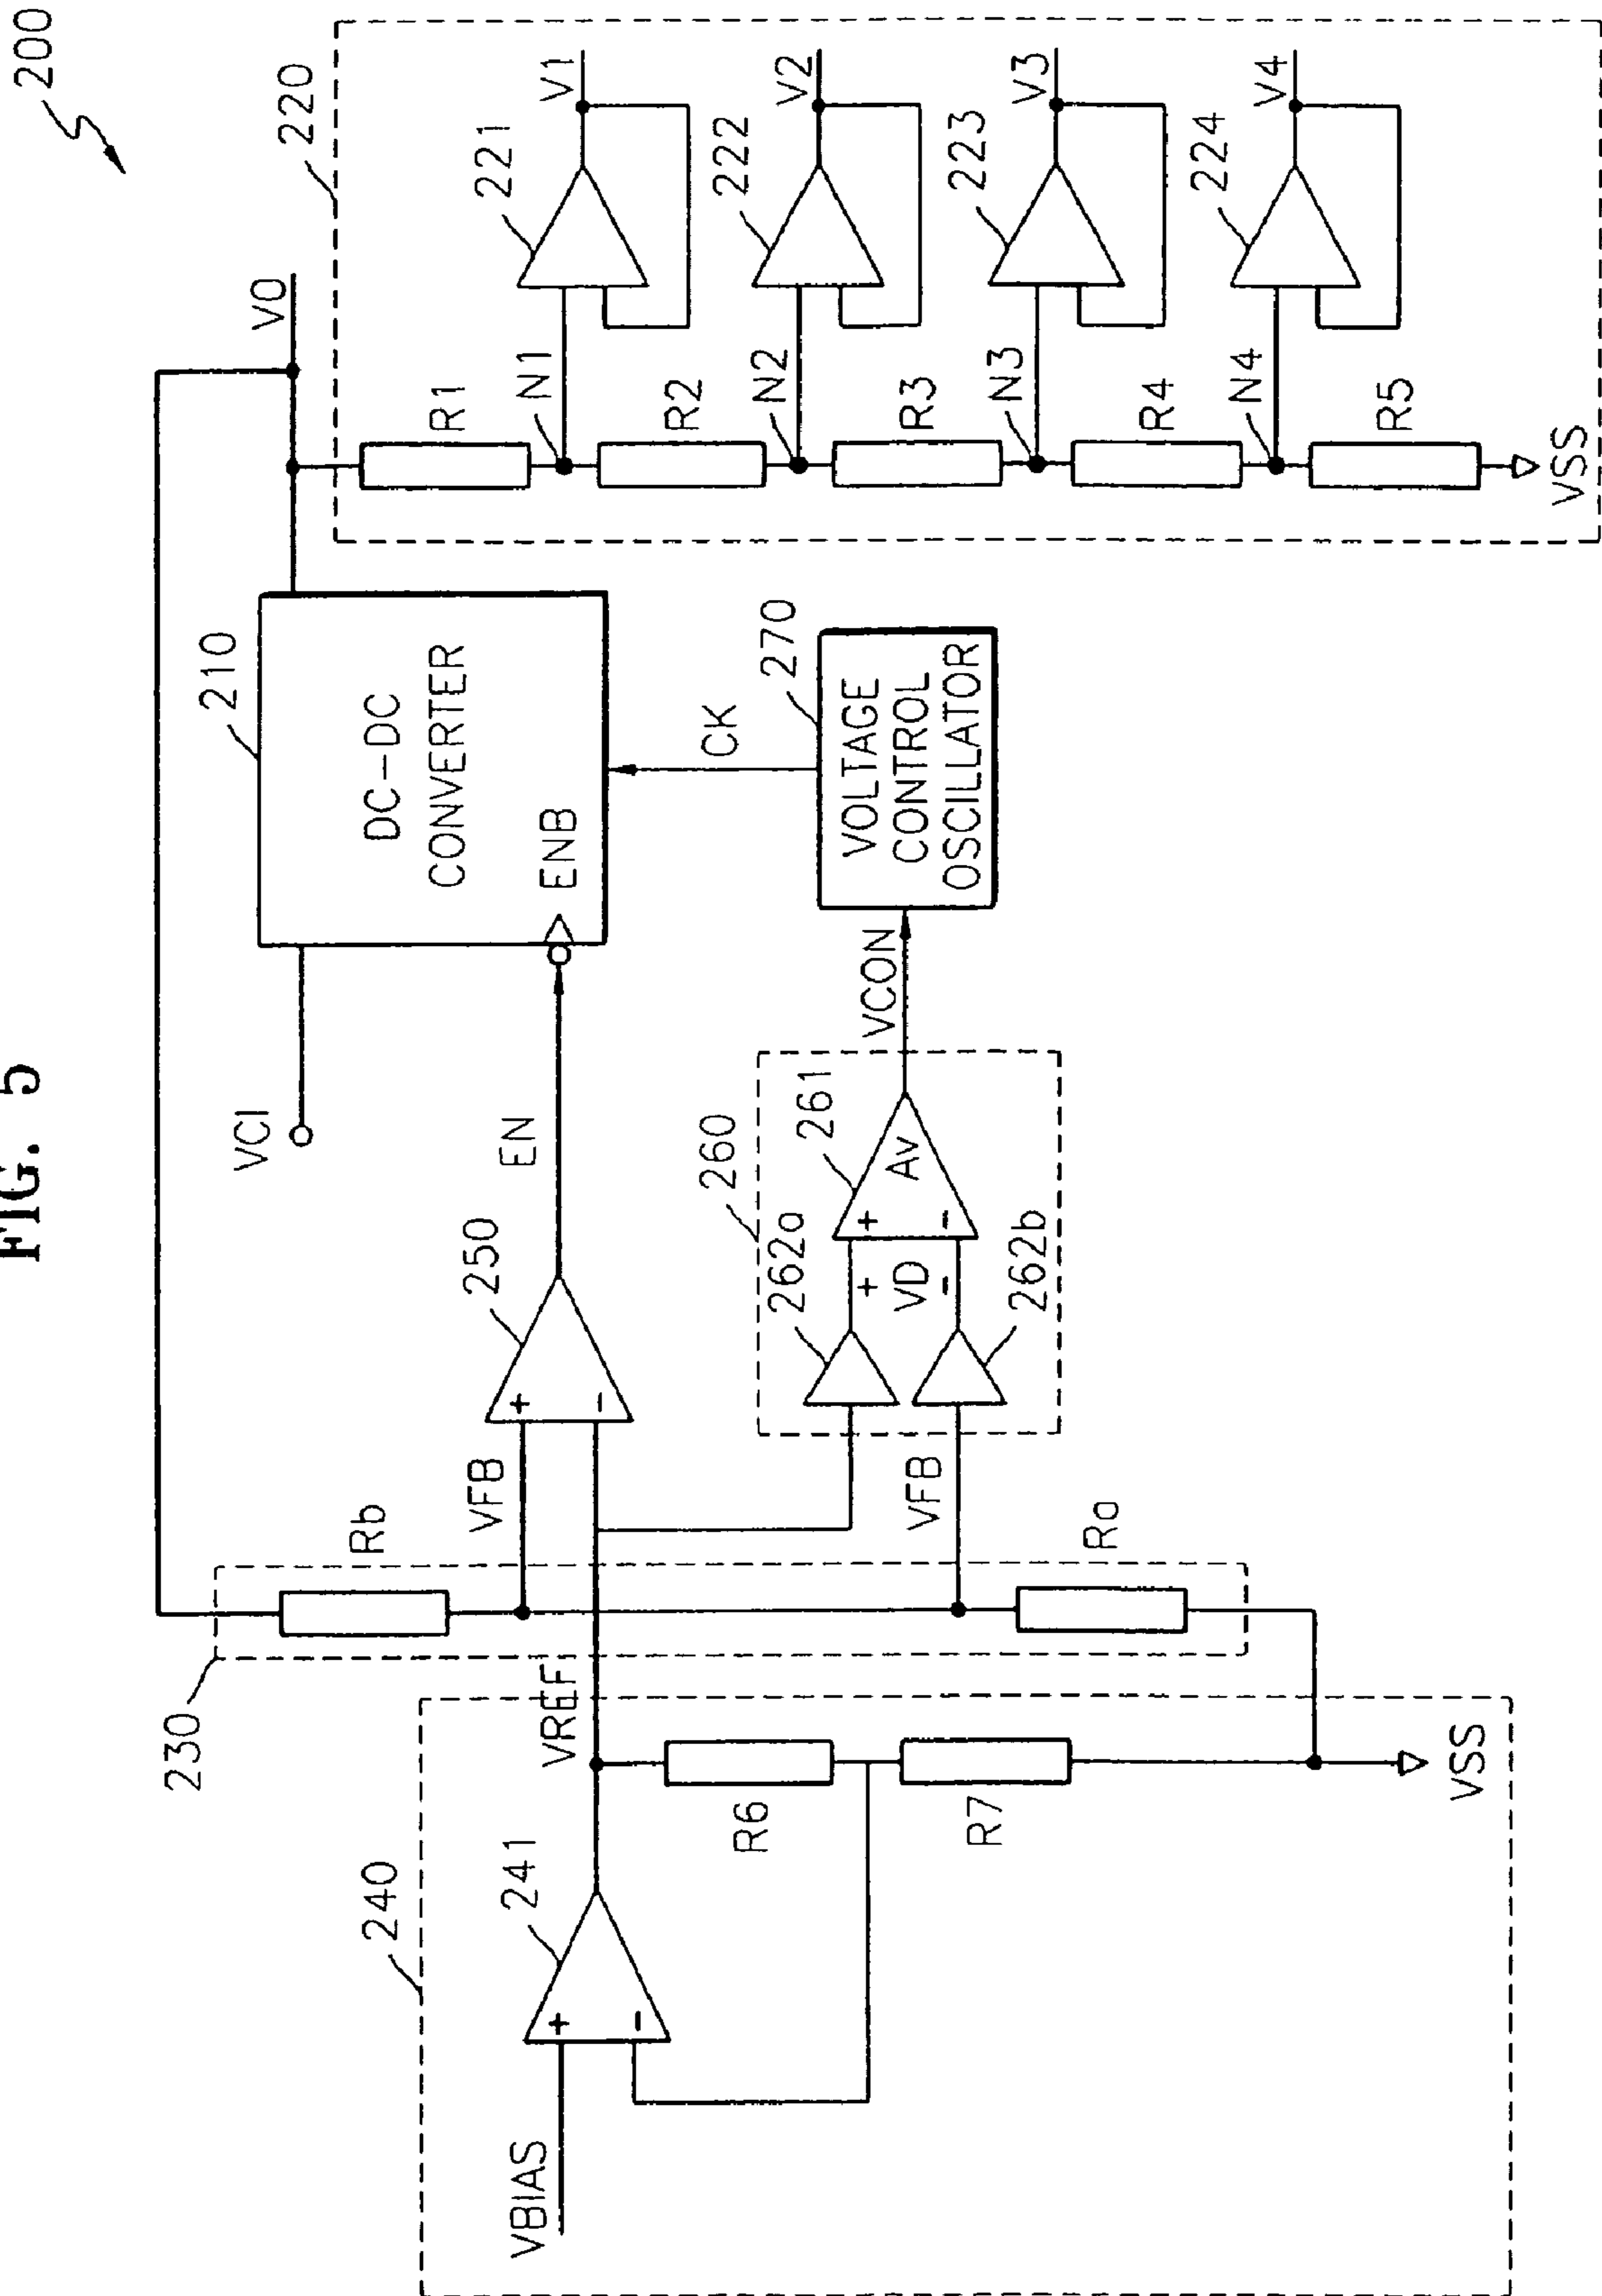 FIG. 5
200
VCI
210
DC-DC
CONVERTER
ENB
V0
220
R1
N1
221
V1
R2
N2
222
V2
R3
N3
223
V3
R4
N4
224
V4
R5
VSS
230
Rb
VFB
250
EN
CK
270
VOLTAGE
CONTROL
OSCILLATOR
VCON
260
261
Av
+
-
262a
+
VD
-
262b
VFB
Ra
+
-
240
241
VBIAS
+
-
VREF
R6
R7
VSS